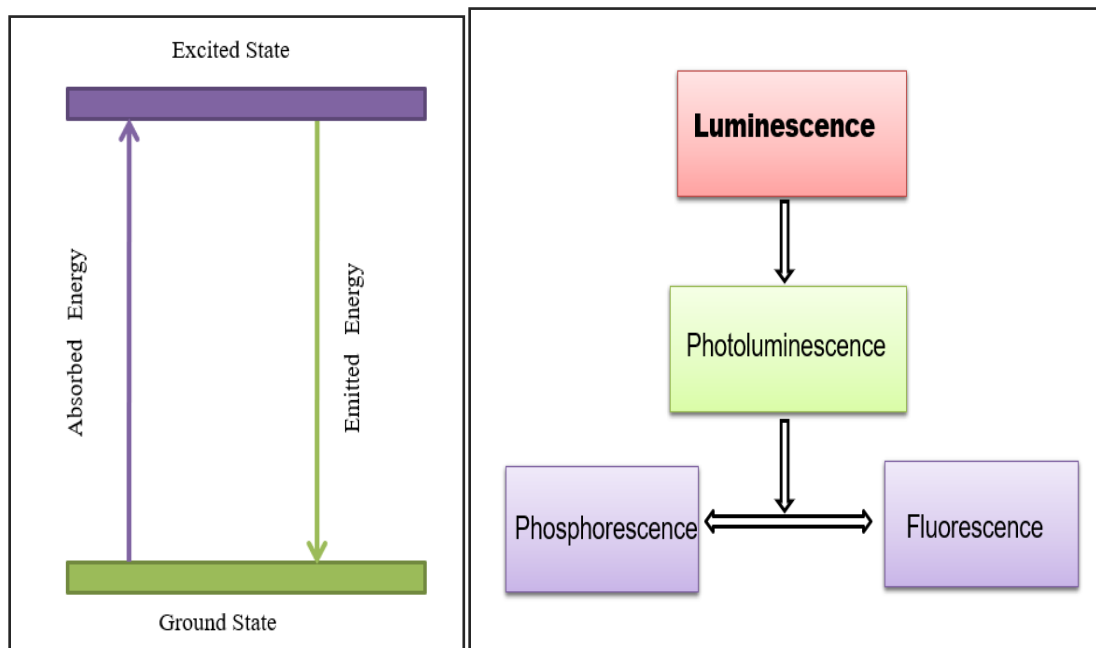 Excited State
Absorbed Energy
Emitted Energy
Ground State
Luminescence
Photoluminescence
Phosphorescence
Fluorescence